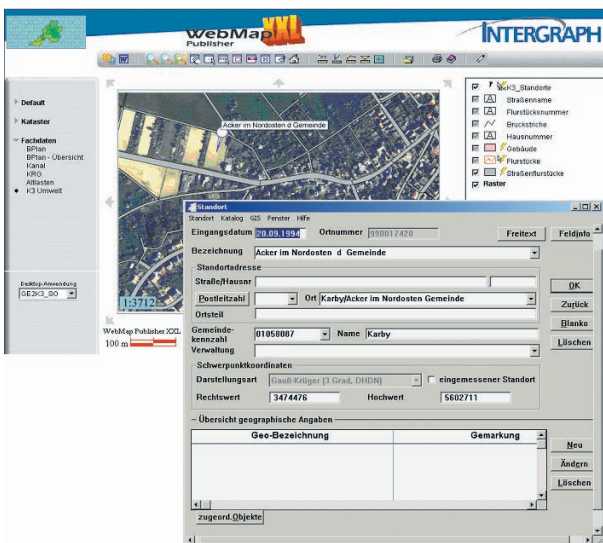 WebMap XXL
Publisher
INTERGRAPH
Default
Kataster
Fachdaten
BPlan
BPlan - Übersicht
Kanal
KRG
Altlasten
K3 Umwelt
Desktop-Anwendung
GE2K3_SO
Acker im Nordosten d Gemeinde
1:3712
WebMap Publisher XXL
100 m
K3_Standorte
Straßenname
Flurstücksnummer
Bruckstriche
Hausnummer
Gebäude
Flurstücke
Straßenflurstücke
Raster
Standort
Standort Katalog GIS Fenster Hilfe
Eingangsdatum 20.09.1994 Ortnummer 990017420 Freitext Feldinfo
Bezeichnung Acker im Nordosten d Gemeinde
Standortadresse
Straße/Hausnr
OK
Postleitzahl Ort Karby/Acker im Nordosten Gemeinde Zurück
Ortsteil
Blanko
Gemeinde-
kennzahl 01058087 Name Karby
Löschen
Verwaltung
Schwerpunktkoordinaten
Darstellungsart Gauß-Krüger (3 Grad, DHDN) eingemessener Standort
Rechtswert 3474476 Hochwert 5602711
Übersicht geographische Angaben
Geo-Bezeichnung Gemarkung
Neu
Ändern
Löschen
zugeord.Objekte